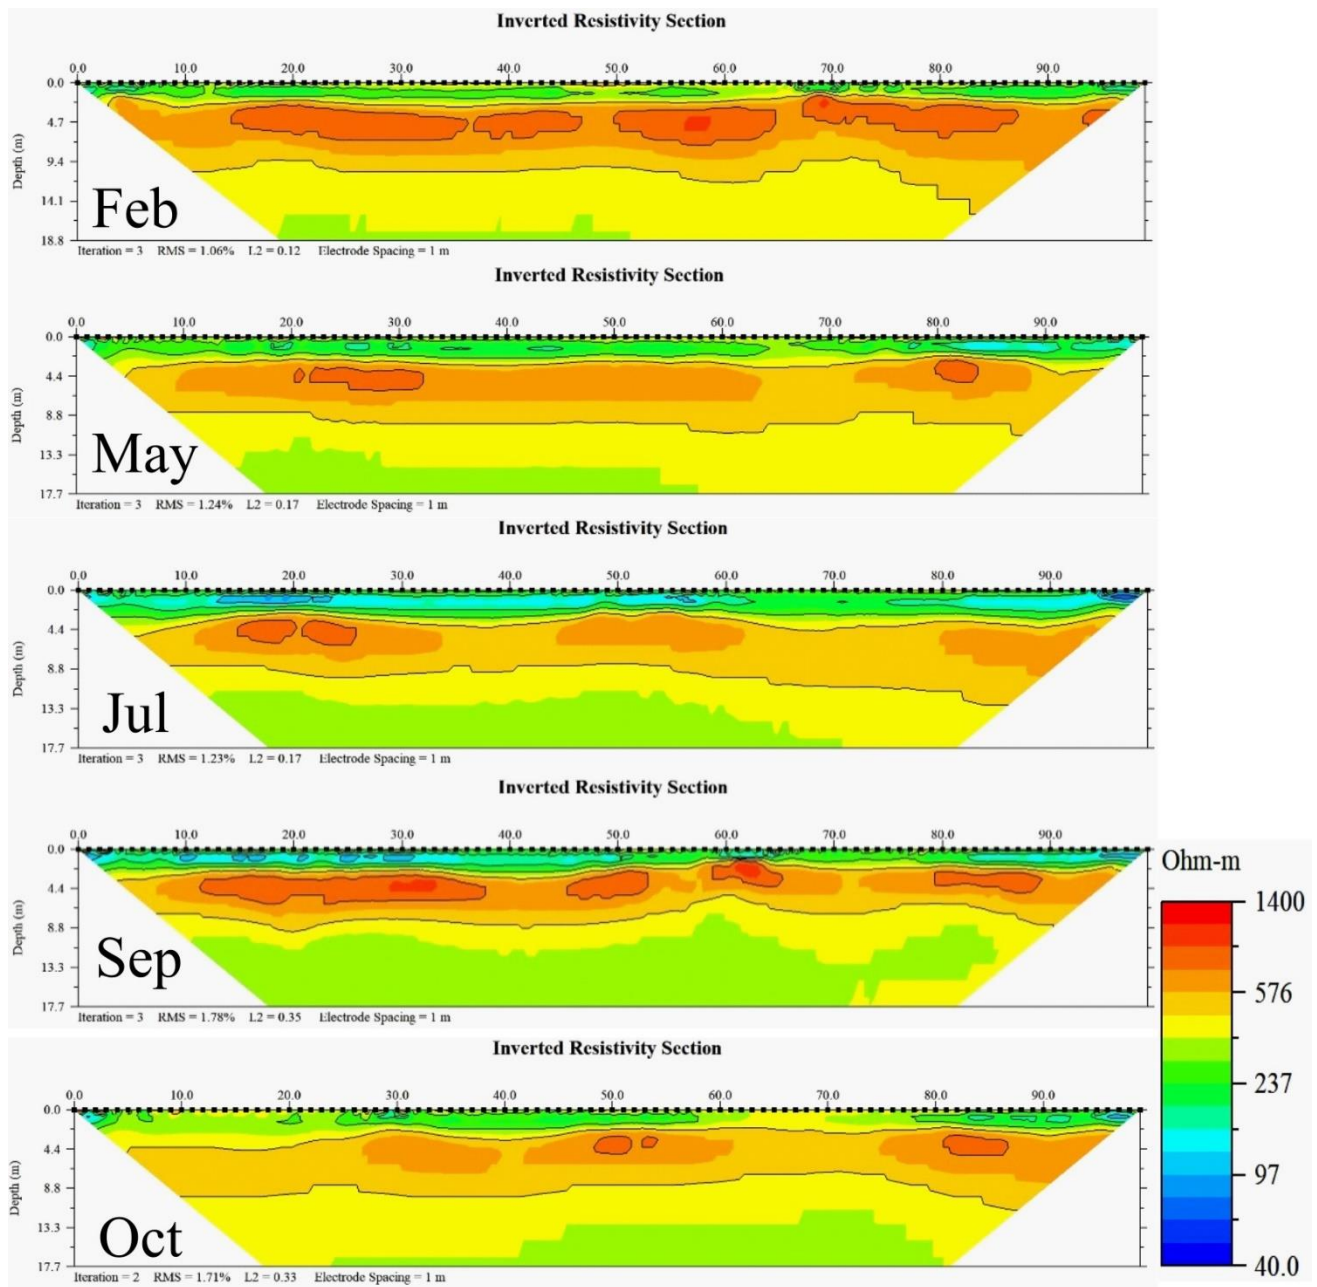 Inverted Resistivity Section
0.0 10.0 20.0 30.0 40.0 50.0 60.0 70.0 80.0 90.0
0.0
4.7
9.4
14.1
18.8
Depth (m)
Feb
Iteration = 3 RMS = 1.06% L2 = 0.12 Electrode Spacing = 1 m
Inverted Resistivity Section
0.0 10.0 20.0 30.0 40.0 50.0 60.0 70.0 80.0 90.0
0.0
4.4
8.8
13.3
17.7
Depth (m)
May
Iteration = 3 RMS = 1.24% L2 = 0.17 Electrode Spacing = 1 m
Inverted Resistivity Section
0.0 10.0 20.0 30.0 40.0 50.0 60.0 70.0 80.0 90.0
0.0
4.4
8.8
13.3
17.7
Depth (m)
Jul
Iteration = 3 RMS = 1.23% L2 = 0.17 Electrode Spacing = 1 m
Inverted Resistivity Section
0.0 10.0 20.0 30.0 40.0 50.0 60.0 70.0 80.0 90.0
0.0
4.4
8.8
13.3
17.7
Depth (m)
Sep
Iteration = 3 RMS = 1.78% L2 = 0.35 Electrode Spacing = 1 m
Inverted Resistivity Section
0.0 10.0 20.0 30.0 40.0 50.0 60.0 70.0 80.0 90.0
0.0
4.4
8.8
13.3
17.7
Depth (m)
Oct
Iteration = 2 RMS = 1.71% L2 = 0.33 Electrode Spacing = 1 m
Ohm-m
1400
576
237
97
40.0